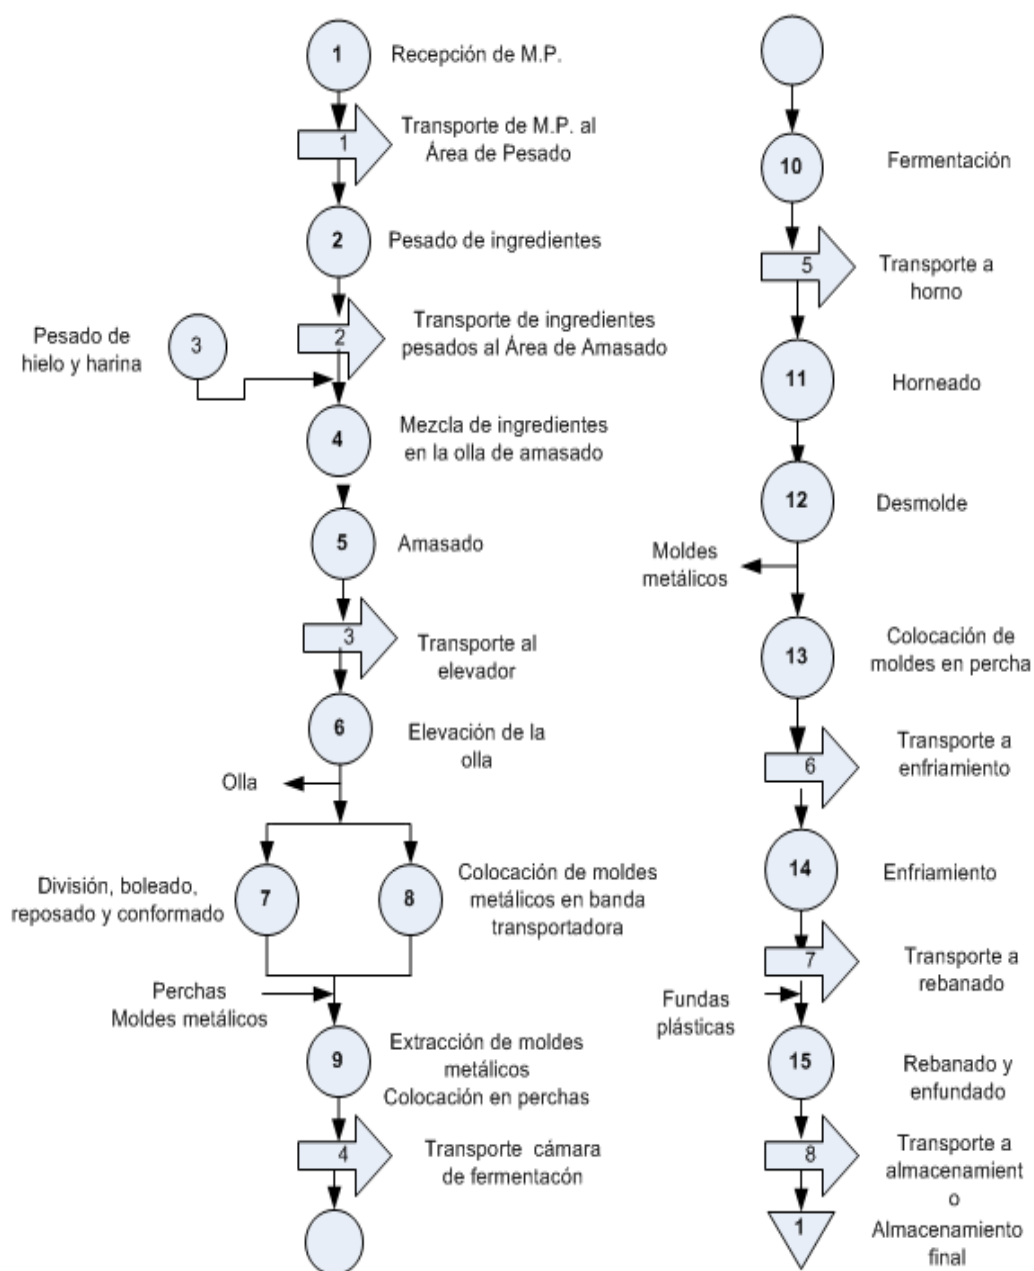 1
Recepción de M.P.
1
Transporte de M.P. al
Área de Pesado
2
Pesado de ingredientes
Pesado de
hielo y harina
3
2
Transporte de ingredientes
pesados al Área de Amasado
4
Mezcla de ingredientes
en la olla de amasado
5
Amasado
3
Transporte al
elevador
6
Elevación de la
olla
Olla
División, boleado,
reposado y conformado
7
8
Colocación de moldes
metálicos en banda
transportadora
Perchas
Moldes metálicos
9
Extracción de moldes
metálicos
Colocación en perchas
4
Transporte cámara
de fermentacón
10
Fermentación
5
Transporte a
horno
11
Horneado
12
Desmolde
Moldes
metálicos
13
Colocación de
moldes en percha
6
Transporte a
enfriamiento
14
Enfriamiento
7
Transporte a
rebanado
Fundas
plásticas
15
Rebanado y
enfundado
8
Transporte a
almacenamient
o
1
Almacenamiento
final